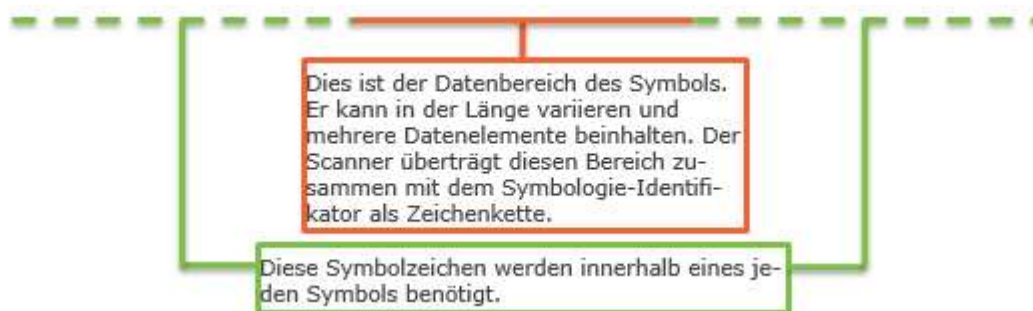 Dies ist der Datenbereich des Symbols.
Er kann in der Länge variieren und
mehrere Datenelemente beinhalten. Der
Scanner überträgt diesen Bereich zu-
sammen mit dem Symbologie-Identifi-
kator als Zeichenkette.
Diese Symbolzeichen werden innerhalb eines je-
den Symbols benötigt.